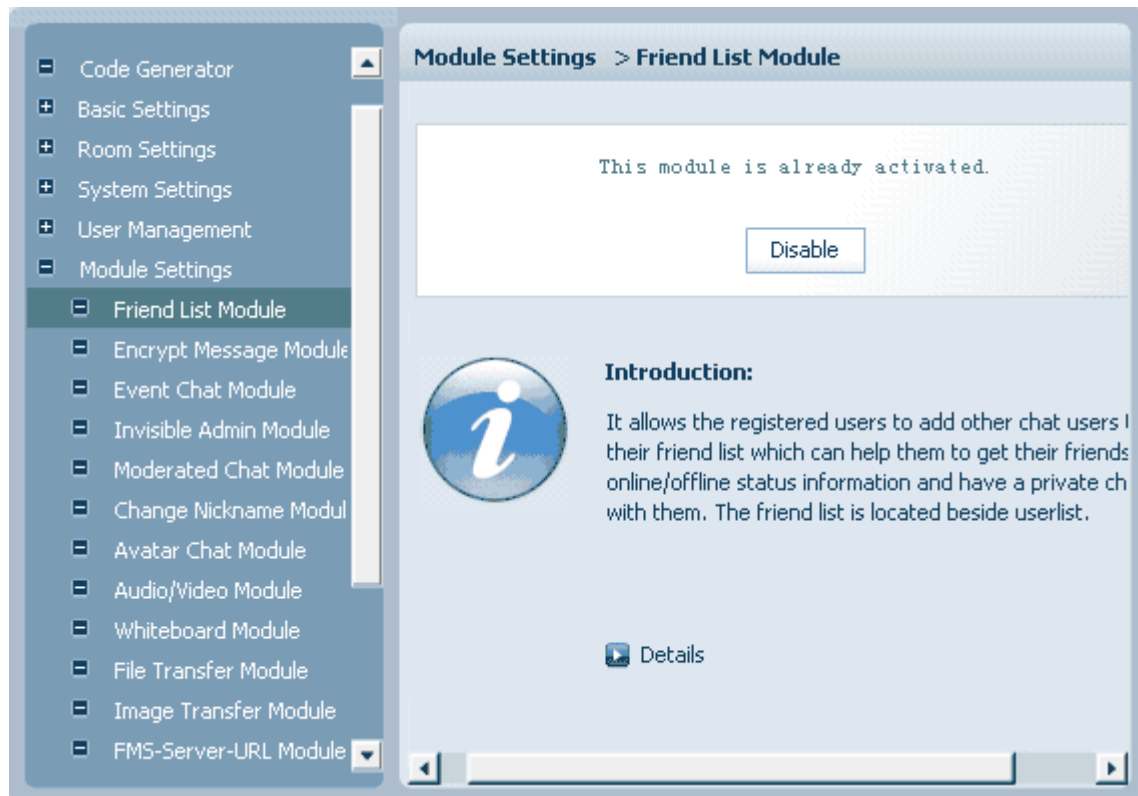 Code Generator
Basic Settings
Room Settings
System Settings
User Management
Module Settings
Friend List Module
Encrypt Message Module
Event Chat Module
Invisible Admin Module
Moderated Chat Module
Change Nickname Modul
Avatar Chat Module
Audio/Video Module
Whiteboard Module
File Transfer Module
Image Transfer Module
FMS-Server-URL Module
Module Settings > Friend List Module
This module is already activated.
Disable
Introduction:
It allows the registered users to add other chat users
their friend list which can help them to get their friends
online/offline status information and have a private ch
with them. The friend list is located beside userlist.
Details